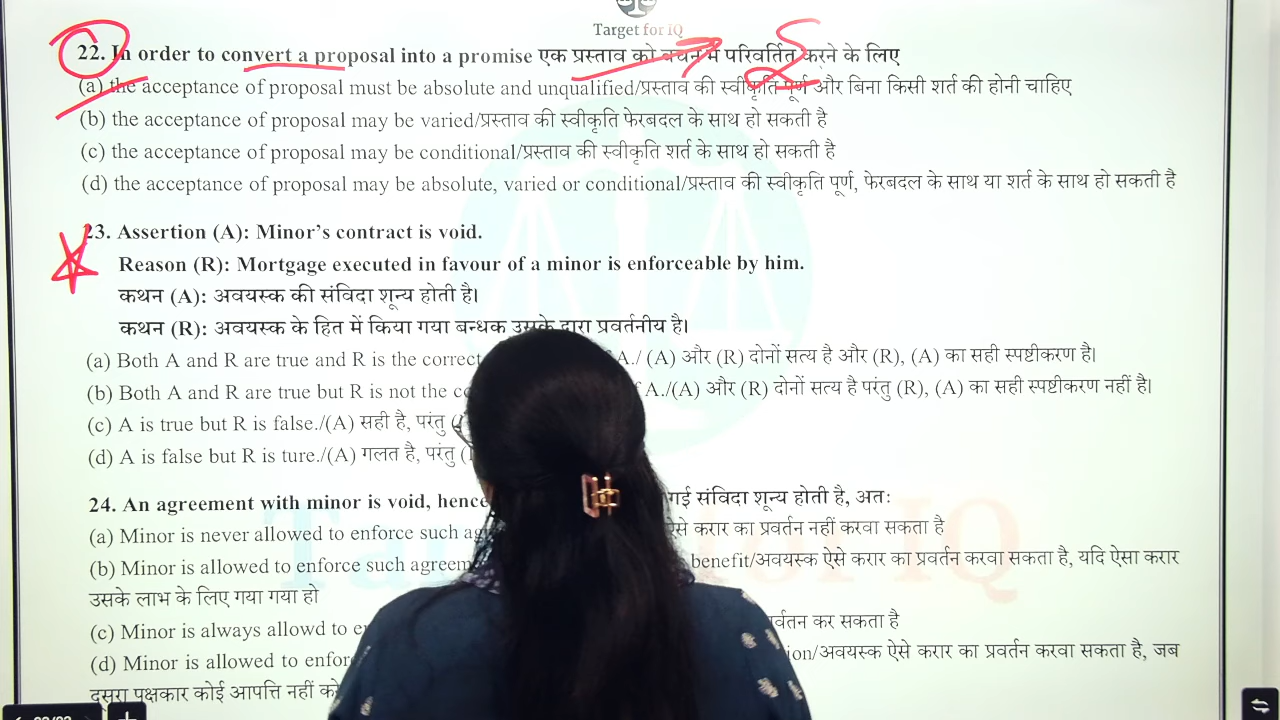 Target for IQ
22. In order to convert a proposal into a promise एक प्रस्ताव को वचन में परिवर्तित करने के लिए
(a) the acceptance of proposal must be absolute and unqualified/प्रस्ताव की स्वीकृति पूर्ण और बिना किसी शर्त की होनी चाहिए
(b) the acceptance of proposal may be varied/प्रस्ताव की स्वीकृति फेरबदल के साथ हो सकती है
(c) the acceptance of proposal may be conditional/प्रस्ताव की स्वीकृति शर्त के साथ हो सकती है
(d) the acceptance of proposal may be absolute, varied or conditional/प्रस्ताव की स्वीकृति पूर्ण, फेरबदल के साथ या शर्त के साथ हो सकती है
23. Assertion (A): Minor's contract is void.
Reason (R): Mortgage executed in favour of a minor is enforceable by him.
कथन (A): अवयस्क की संविदा शून्य होती है।
कथन (R): अवयस्क के हित में किया गया बन्धक उसके द्वारा प्रवर्तनीय है।
(a) Both A and R are true and R is the correct A./ (A) और (R) दोनों सत्य है और (R), (A) का सही स्पष्टीकरण है।
(b) Both A and R are true but R is not the A./(A) और (R) दोनों सत्य है परंतु (R), (A) का सही स्पष्टीकरण नहीं है।
(c) A is true but R is false./(A) सही है, परंतु
(d) A is false but R is ture./(A) गलत है, परंतु
24. An agreement with minor is void, hence गई संविदा शून्य होती है, अतः
(a) Minor is never allowed to enforce such ऐसे करार का प्रवर्तन नहीं करवा सकता है
(b) Minor is allowed to enforce such benefit/अवयस्क ऐसे करार का प्रवर्तन करवा सकता है, यदि ऐसा करार
उसके लाभ के लिए गया गया हो
(c) Minor is always allowd to कर सकता है
(d) Minor is allowed to /अवयस्क ऐसे करार का प्रवर्तन करवा सकता है, जब
दूसरा पक्षकार कोई आपत्ति नहीं